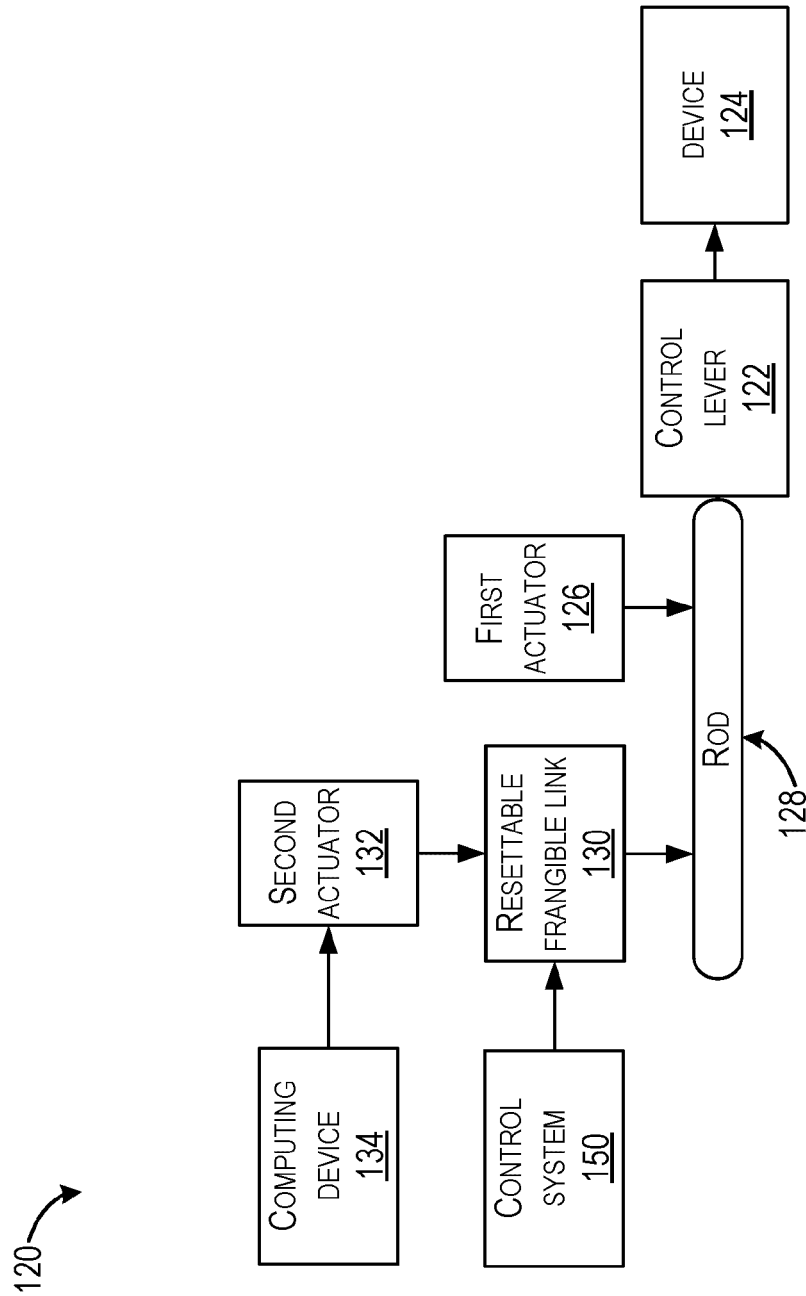 120
COMPUTING
DEVICE
134
SECOND
ACTUATOR
132
CONTROL
SYSTEM
150
RESETTABLE
FRANGIBLE LINK
130
FIRST
ACTUATOR
126
ROD
128
CONTROL
LEVER
122
DEVICE
124